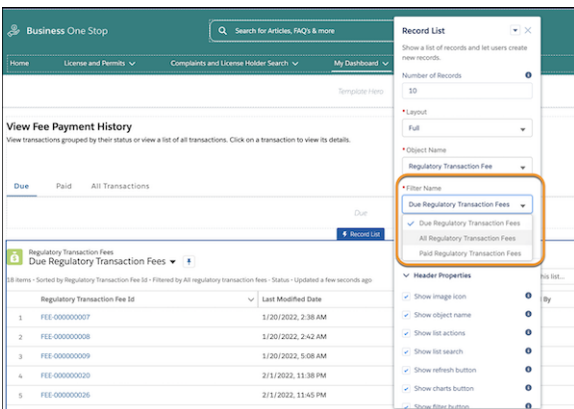 Business One Stop
Search for Articles, FAQ's & more
Home
License and Permits
Complaints and License Holder Search
My Dashboard
Template Hero
View Fee Payment History
View transactions grouped by their status or view a list of all transactions. Click on a transaction to view its details.
Due
Paid
All Transactions
Due
Record List
Regulatory Transaction Fees
Due Regulatory Transaction Fees
18 items • Sorted by Regulatory Transaction Fee Id • Filtered by All regulatory transaction fees - Status • Updated a few seconds ago
his list...
Regulatory Transaction Fee Id
Last Modified Date
By
1 FEE-000000007 1/20/2022, 2:38 AM
2 FEE-000000008 1/20/2022, 2:42 AM
3 FEE-000000009 1/20/2022, 5:08 AM
4 FEE-000000020 2/1/2022, 11:38 PM
5 FEE-000000026 2/1/2022, 11:45 PM
Record List
Show a list of records and let users create
new records.
Number of Records
10
* Layout
Full
* Object Name
Regulatory Transaction Fee
* Filter Name
Due Regulatory Transaction Fees
Due Regulatory Transaction Fees
All Regulatory Transaction Fees
Paid Regulatory Transaction Fees
Header Properties
Show image icon
Show object name
Show list actions
Show list search
Show refresh button
Show charts button
Show filter button